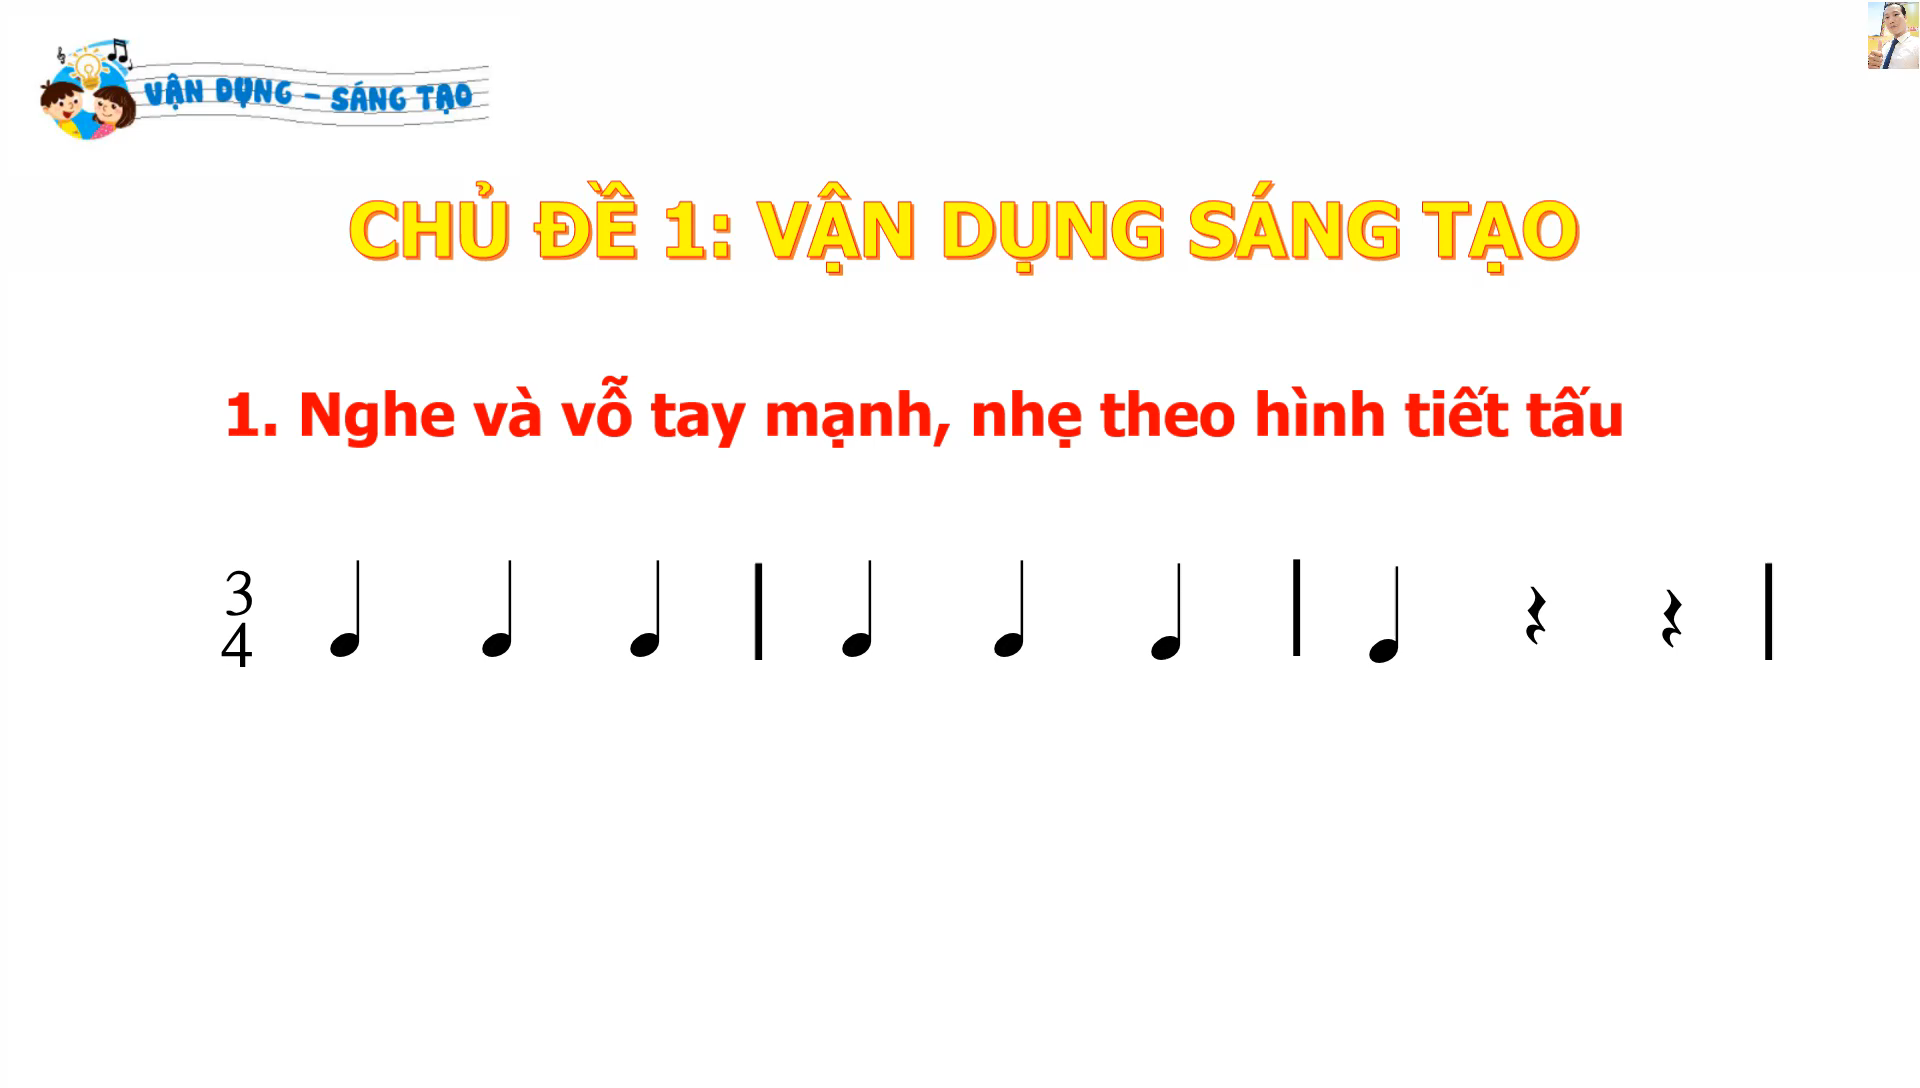 VẬN DỤNG – SÁNG TẠO
CHỦ ĐỀ 1: VẬN DỤNG SÁNG TẠO
1. Nghe và vỗ tay mạnh, nhẹ theo hình tiết tấu
3
4